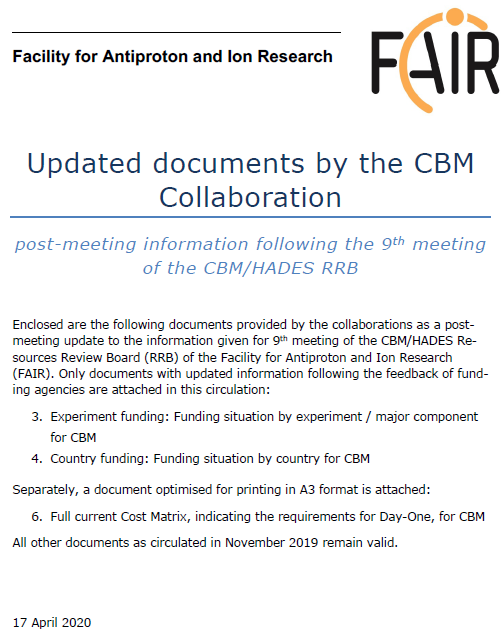 Facility for Antiproton and Ion Research
FAIR
Updated documents by the CBM
Collaboration
post-meeting information following the 9th meeting
of the CBM/HADES RRB
Enclosed are the following documents provided by the collaborations as a post-
meeting update to the information given for 9th meeting of the CBM/HADES Re-
sources Review Board (RRB) of the Facility for Antiproton and Ion Research
(FAIR). Only documents with updated information following the feedback of fund-
ing agencies are attached in this circulation:
3. Experiment funding: Funding situation by experiment / major component
for CBM
4. Country funding: Funding situation by country for CBM
Separately, a document optimised for printing in A3 format is attached:
6. Full current Cost Matrix, indicating the requirements for Day-One, for CBM
All other documents as circulated in November 2019 remain valid.
17 April 2020